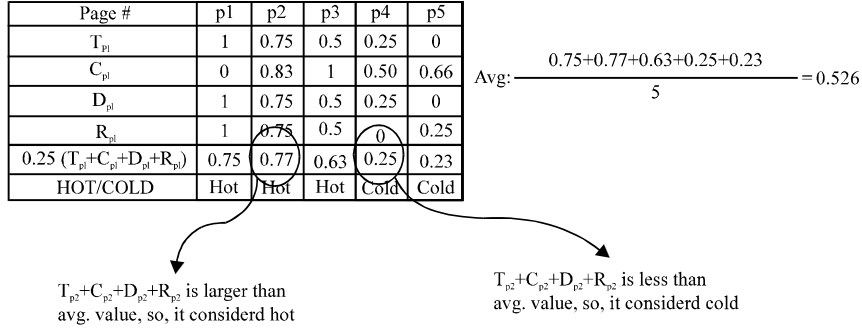 Page # p1 p2 p3 p4 p5
T_Pl 1 0.75 0.5 0.25 0
C_pl 0 0.83 1 0.50 0.66
D_pl 1 0.75 0.5 0.25 0
R_pl 1 0.75 0.5 0 0.25
0.25 (T_pl+C_pl+D_pl+R_pl) 0.75 0.77 0.63 0.25 0.23
HOT/COLD Hot Hot Hot Cold Cold
0.75+0.77+0.63+0.25+0.23
Avg: = 0.526
5
T_p2+C_p2+D_p2+R_p2 is larger than
avg. value, so, it considerd hot
T_p2+C_p2+D_p2+R_p2 is less than
avg. value, so, it considerd cold